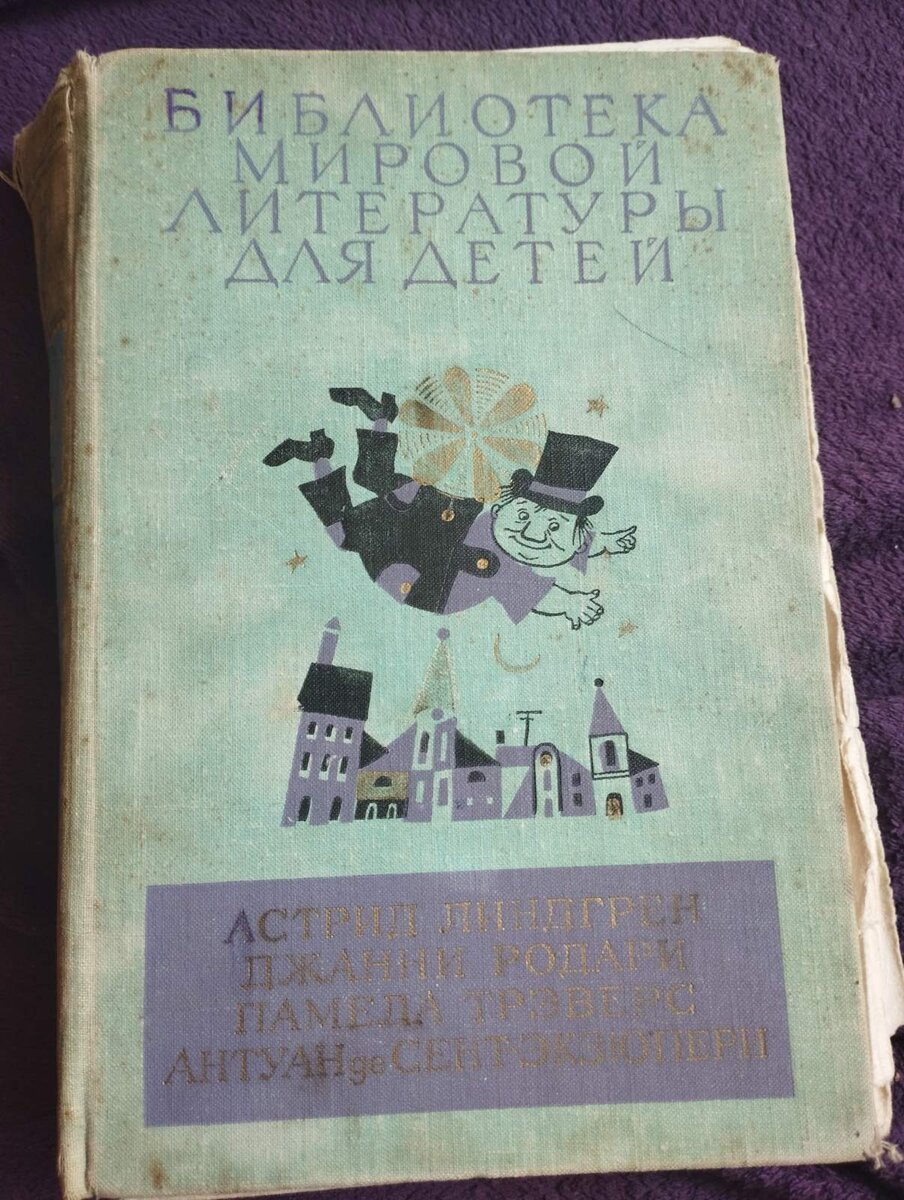 БИБЛИОТЕКА
МИРОВОЙ
ЛИТЕРАТУРЫ
ДЛЯ ДЕТЕЙ
АСТРИД ЛИНДГРЕН
ДЖАННИ РОДАРИ
ПАМЕЛА ТРЭВЕРС
АНТУАН де СЕНТ-ЭКЗЮПЕРИ